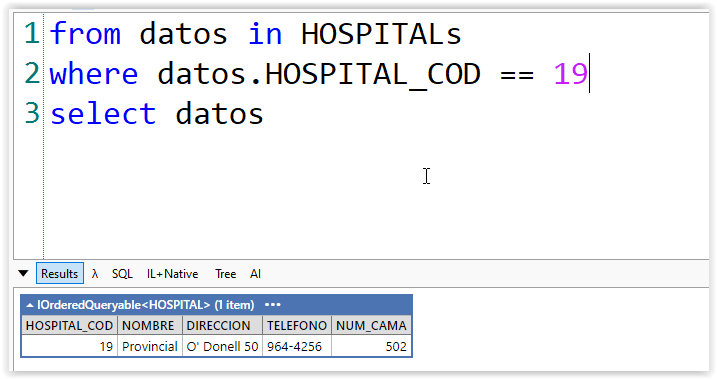 1 from datos in HOSPITALs
2 where datos.HOSPITAL_COD == 19
3 select datos
Results λ SQL IL+Native Tree AI
IOrderedQueryable<HOSPITAL> (1 item) •••
HOSPITAL_COD NOMBRE DIRECCION TELEFONO NUM_CAMA
19 Provincial O' Donell 50 964-4256 502